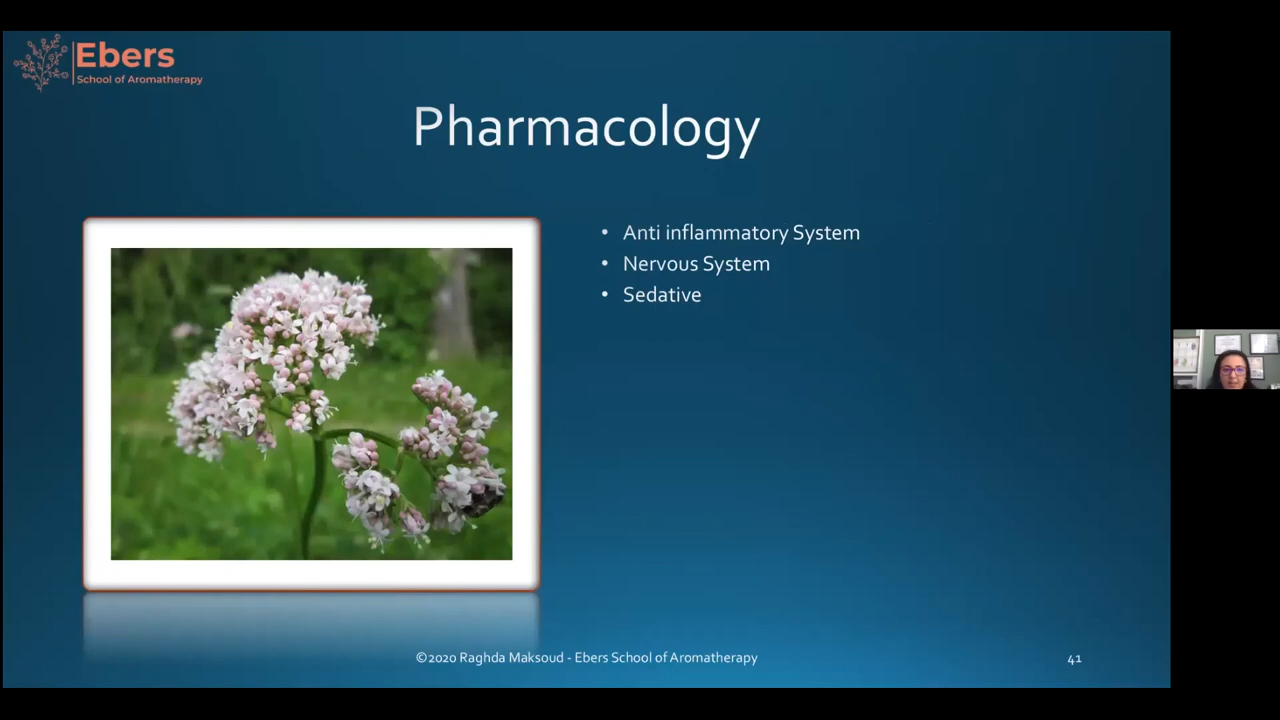 Ebers
School of Aromatherapy
Pharmacology
• Anti inflammatory System
• Nervous System
• Sedative
©2020 Raghda Maksoud - Ebers School of Aromatherapy
41